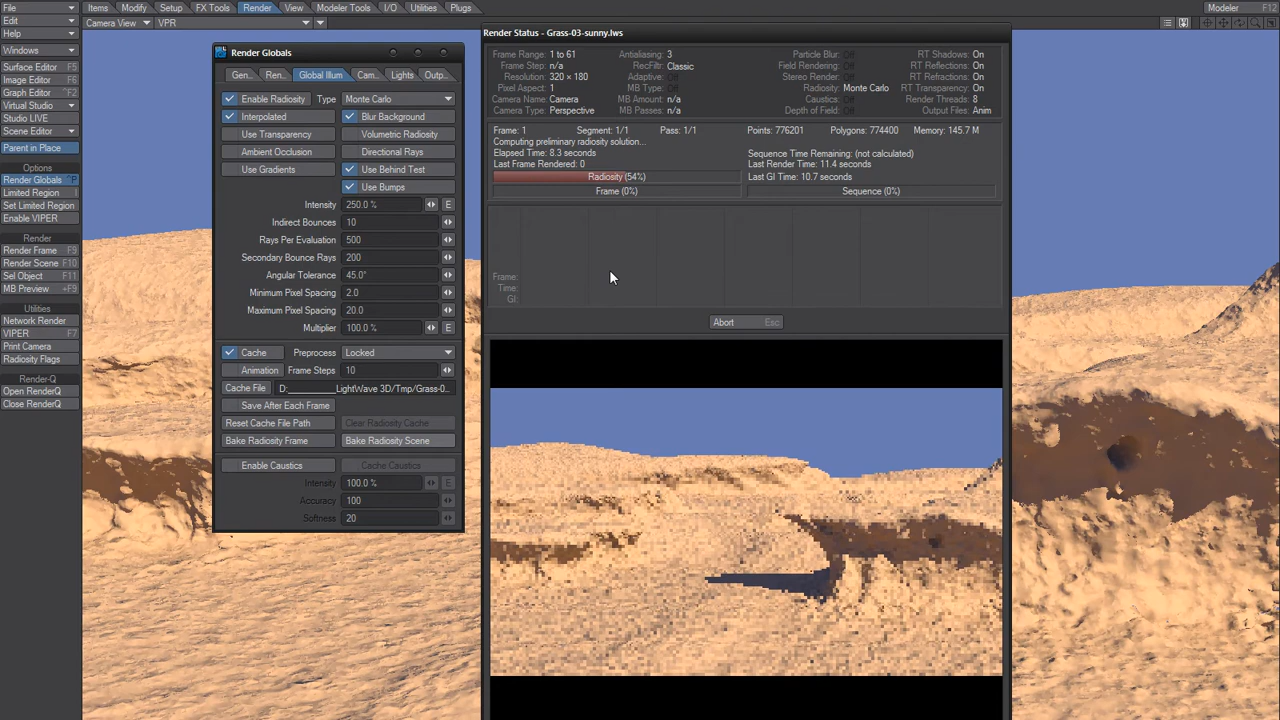 File Items Modify Setup FX Tools Render View Modeler Tools I/O Utilities Plugs Modeler F12
Edit Camera View VPR
Help
Windows
Surface Editor F5
Image Editor F6
Graph Editor ^F2
Virtual Studio
Studio LIVE
Scene Editor
Parent in Place
Options
Render Globals ^P
Limited Region l
Set Limited Region
Enable VIPER
Render
Render Frame F9
Render Scene F10
Sel Object F11
MB Preview +F9
Utilities
Network Render
VIPER F7
Print Camera
Radiosity Flags
Render-Q
Open RenderQ
Close RenderQ
Render Globals
Gen.. Ren.. Global Illum Cam.. Lights Outp..
Enable Radiosity Type Monte Carlo
Interpolated Blur Background
Use Transparency Volumetric Radiosity
Ambient Occlusion Directional Rays
Use Gradients Use Behind Test
Use Bumps
Intensity 250.0 % E
Indirect Bounces 10
Rays Per Evaluation 500
Secondary Bounce Rays 200
Angular Tolerance 45.0°
Minimum Pixel Spacing 2.0
Maximum Pixel Spacing 20.0
Multiplier 100.0 % E
Cache Preprocess Locked
Animation Frame Steps 10
Cache File D:________LightWave 3D/Tmp/Grass-0...
Save After Each Frame
Reset Cache File Path Clear Radiosity Cache
Bake Radiosity Frame Bake Radiosity Scene
Enable Caustics Cache Caustics
Intensity 100.0 % E
Accuracy 100
Softness 20
Render Status - Grass-03-sunny.lws
Frame Range: 1 to 61 Antialiasing: 3 Particle Blur: Off RT Shadows: On
Frame Step: n/a RecFiltr: Classic Field Rendering: Off RT Reflections: On
Resolution: 320 × 180 Adaptive: Off Stereo Render: Off RT Refractions: On
Pixel Aspect: 1 MB Type: Off Radiosity: Monte Carlo RT Transparency: On
Camera Name: Camera MB Amount: n/a Caustics: Off Render Threads: 8
Camera Type: Perspective MB Passes: n/a Depth of Field: Off Output Files: Anim
Frame: 1 Segment: 1/1 Pass: 1/1 Points: 776201 Polygons: 774400 Memory: 145.7 M
Computing preliminary radiosity solution...
Elapsed Time: 8.3 seconds Sequence Time Remaining: (not calculated)
Last Frame Rendered: 0 Last Render Time: 11.4 seconds
Radiosity (54%) Last GI Time: 10.7 seconds
Frame (0%) Sequence (0%)
Frame:
Time:
GI:
Abort Esc